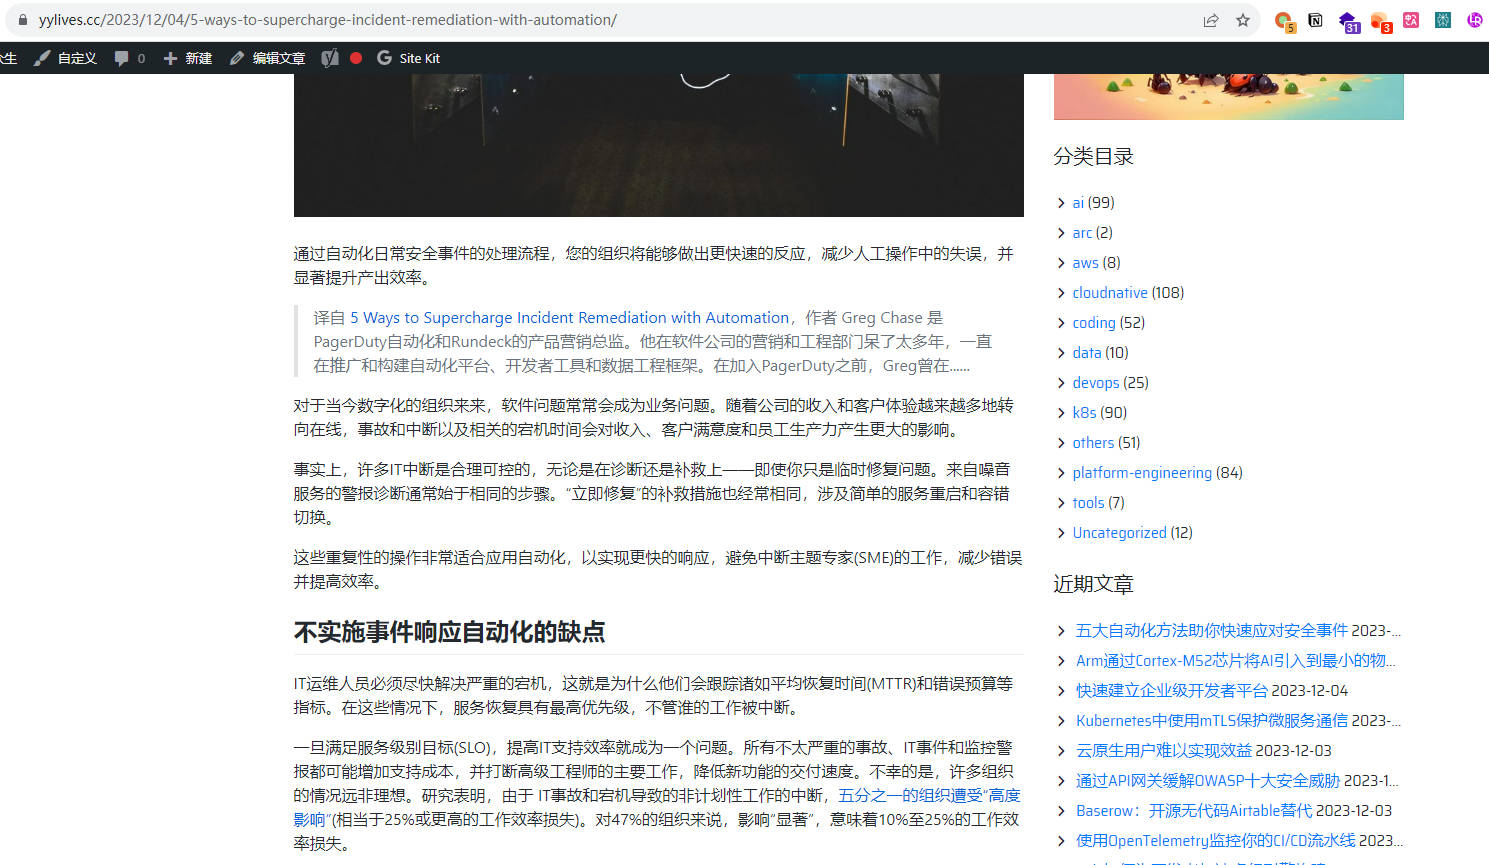 yylives.cc/2023/12/04/5-ways-to-supercharge-incident-remediation-with-automation/
5
31
3
生
自定义
0
新建
编辑文章
Site Kit
通过自动化日常安全事件的处理流程，您的组织将能够做出更快速的反应，减少人工操作中的失误，并
显著提升产出效率。
译自 5 Ways to Supercharge Incident Remediation with Automation，作者 Greg Chase 是
PagerDuty自动化和Rundeck的产品营销总监。他在软件公司的营销和工程部门呆了太多年，一直
在推广和构建自动化平台、开发者工具和数据工程框架。在加入PagerDuty之前，Greg曾在......
对于当今数字化的组织来来，软件问题常常会成为业务问题。随着公司的收入和客户体验越来越多地转
向在线，事故和中断以及相关的宕机时间会对收入、客户满意度和员工生产力产生更大的影响。
事实上，许多IT中断是合理可控的，无论是在诊断还是补救上——即使你只是临时修复问题。来自噪音
服务的警报诊断通常始于相同的步骤。“立即修复”的补救措施也经常相同，涉及简单的服务重启和容错
切换。
这些重复性的操作非常适合应用自动化，以实现更快的响应，避免中断主题专家(SME)的工作，减少错误
并提高效率。
不实施事件响应自动化的缺点
IT运维人员必须尽快解决严重的宕机，这就是为什么他们会跟踪诸如平均恢复时间(MTTR)和错误预算等
指标。在这些情况下，服务恢复具有最高优先级，不管谁的工作被中断。
一旦满足服务级别目标(SLO)，提高IT支持效率就成为一个问题。所有不太严重的事故、IT事件和监控警
报都可能增加支持成本，并打断高级工程师的主要工作，降低新功能的交付速度。不幸的是，许多组织
的情况远非理想。研究表明，由于 IT事故和宕机导致的非计划性工作的中断，五分之一的组织遭受“高度
影响”(相当于25%或更高的工作效率损失)。对47%的组织来说，影响“显著”，意味着10%至25%的工作效
率损失。
分类目录
ai (99)
arc (2)
aws (8)
cloudnative (108)
coding (52)
data (10)
devops (25)
k8s (90)
others (51)
platform-engineering (84)
tools (7)
Uncategorized (12)
近期文章
五大自动化方法助你快速应对安全事件 2023-...
Arm通过Cortex-M52芯片将AI引入到最小的物...
快速建立企业级开发者平台 2023-12-04
Kubernetes中使用mTLS保护微服务通信 2023-...
云原生用户难以实现效益 2023-12-03
通过API网关缓解OWASP十大安全威胁 2023-1...
Baserow：开源无代码Airtable替代 2023-12-03
使用OpenTelemetry监控你的CI/CD流水线 2023...